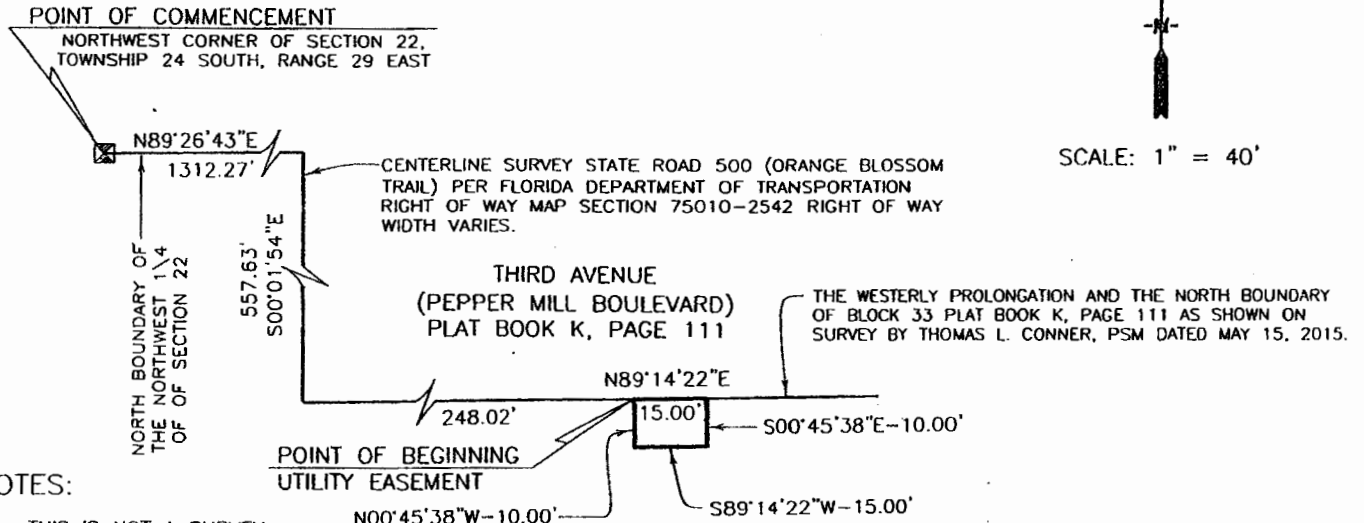 POINT OF COMMENCEMENT
NORTHWEST CORNER OF SECTION 22,
TOWNSHIP 24 SOUTH, RANGE 29 EAST
N
SCALE: 1" = 40'
N89°26'43"E
1312.27'
CENTERLINE SURVEY STATE ROAD 500 (ORANGE BLOSSOM
TRAIL) PER FLORIDA DEPARTMENT OF TRANSPORTATION
RIGHT OF WAY MAP SECTION 75010-2542 RIGHT OF WAY
WIDTH VARIES.
NORTH BOUNDARY OF
THE NORTHWEST 1\4
OF OF SECTION 22
557.63'
S00°01'54"E
THIRD AVENUE
(PEPPER MILL BOULEVARD)
PLAT BOOK K, PAGE 111
THE WESTERLY PROLONGATION AND THE NORTH BOUNDARY
OF BLOCK 33 PLAT BOOK K, PAGE 111 AS SHOWN ON
SURVEY BY THOMAS L. CONNER, PSM DATED MAY 15, 2015.
N89°14'22"E
248.02'
15.00'
S00°45'38"E-10.00'
POINT OF BEGINNING
UTILITY EASEMENT
N00°45'38"W-10.00'
S89°14'22"W-15.00'
OTES:
THIS IS NOT A SURVEY